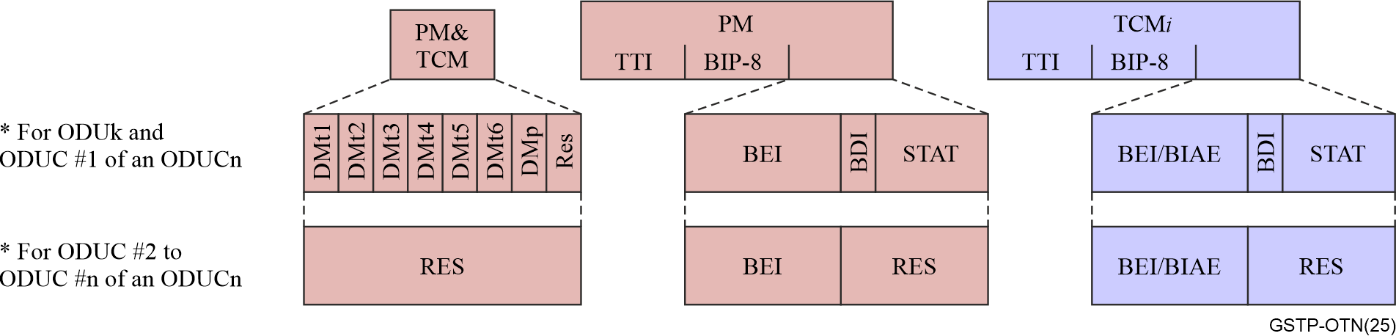 PM&
TCM
PM
TTI BIP-8
TCMi
TTI BIP-8
* For ODUk and
ODUC #1 of an ODUCn
DMt1 DMt2 DMt3 DMt4 DMt5 DMt6 DMp Res
BEI BDI STAT
BEI/BIAE BDI STAT
* For ODUC #2 to
ODUC #n of an ODUCn
RES
BEI RES
BEI/BIAE RES
GSTP-OTN(25)